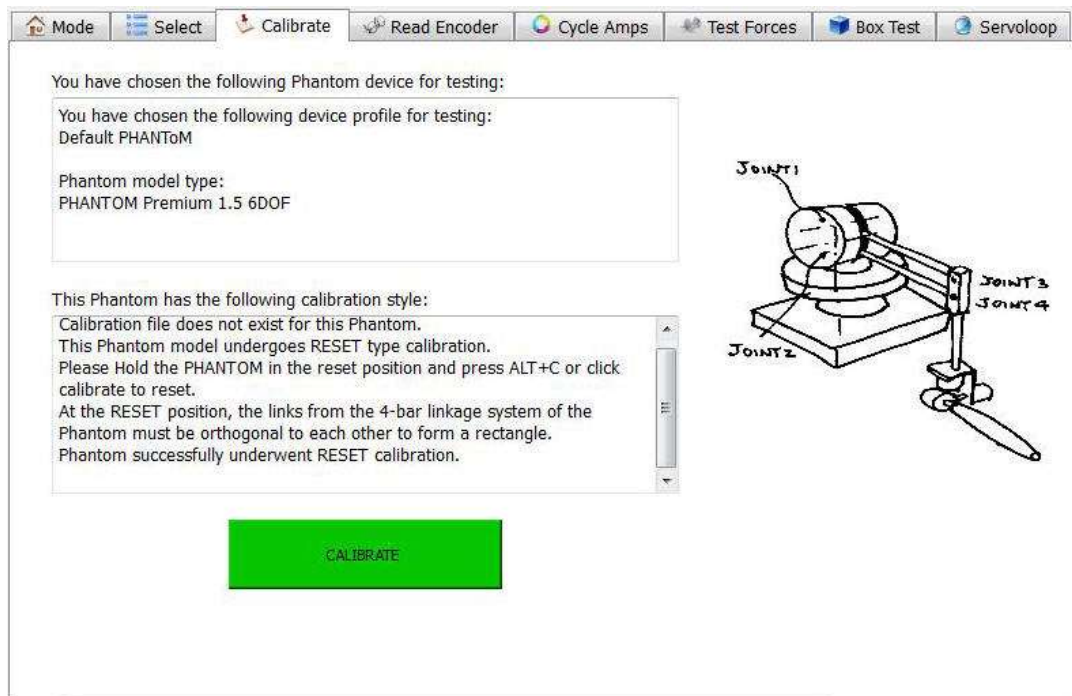 Mode Select Calibrate Read Encoder Cycle Amps Test Forces Box Test Servoloop
You have chosen the following Phantom device for testing:
You have chosen the following device profile for testing:
Default PHANToM
Phantom model type:
PHANTOM Premium 1.5 6DOF
This Phantom has the following calibration style:
Calibration file does not exist for this Phantom.
This Phantom model undergoes RESET type calibration.
Please Hold the PHANTOM in the reset position and press ALT+C or click
calibrate to reset.
At the RESET position, the links from the 4-bar linkage system of the
Phantom must be orthogonal to each other to form a rectangle.
Phantom successfully underwent RESET calibration.
CALIBRATE
JOINT1
JOINT3
JOINT4
JOINT2